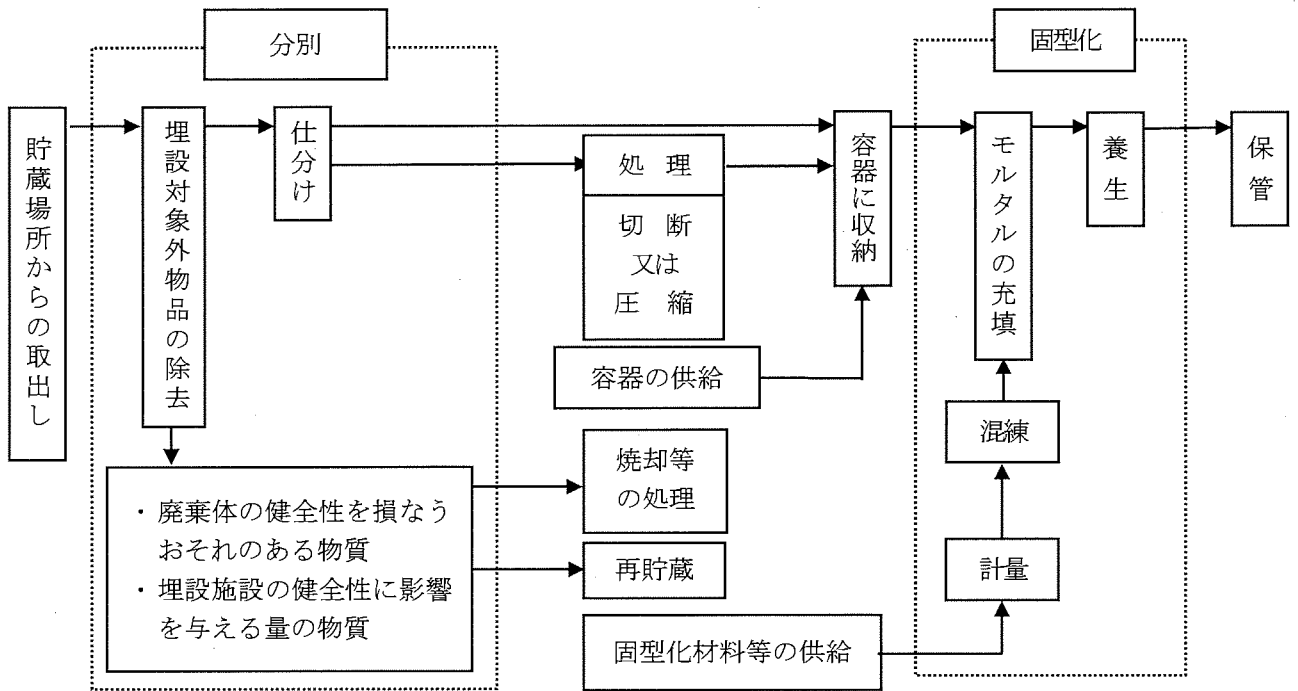 分別
固型化
貯蔵場所からの取出し
埋設対象外物品の除去
仕分け
処 理
切 断
又は
圧 縮
容器に収納
モルタルの充填
養生
保管
容器の供給
混練
焼却等
の処理
・ 廃棄体の健全性を損なう
おそれのある物質
・ 埋設施設の健全性に影響
を与える量の物質
再貯蔵
計量
固型化材料等の供給